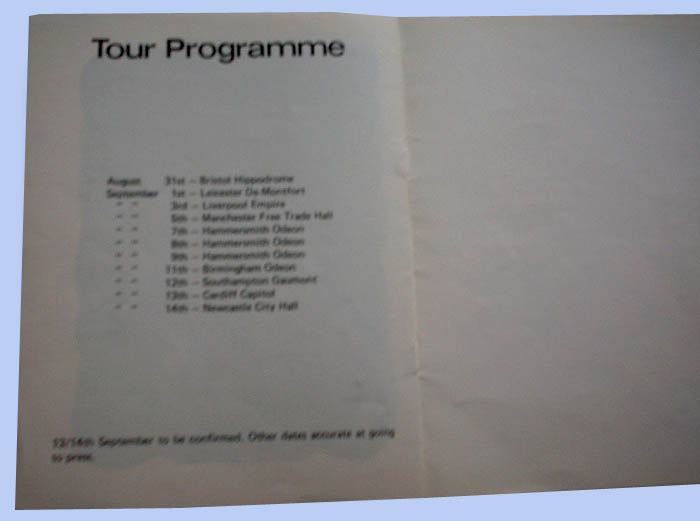 Tour Programme
August 31st – Bristol Hippodrome
September 1st – Leicester De Montfort
" " 3rd – Liverpool Empire
" " 5th – Manchester Free Trade Hall
" " 7th – Hammersmith Odeon
" " 8th – Hammersmith Odeon
" " 9th – Hammersmith Odeon
" " 11th – Birmingham Odeon
" " 12th – Southampton Gaumont
" " 13th – Cardiff Capitol
" " 14th – Newcastle City Hall
13/14th September to be confirmed. Other dates accurate at going
to press.